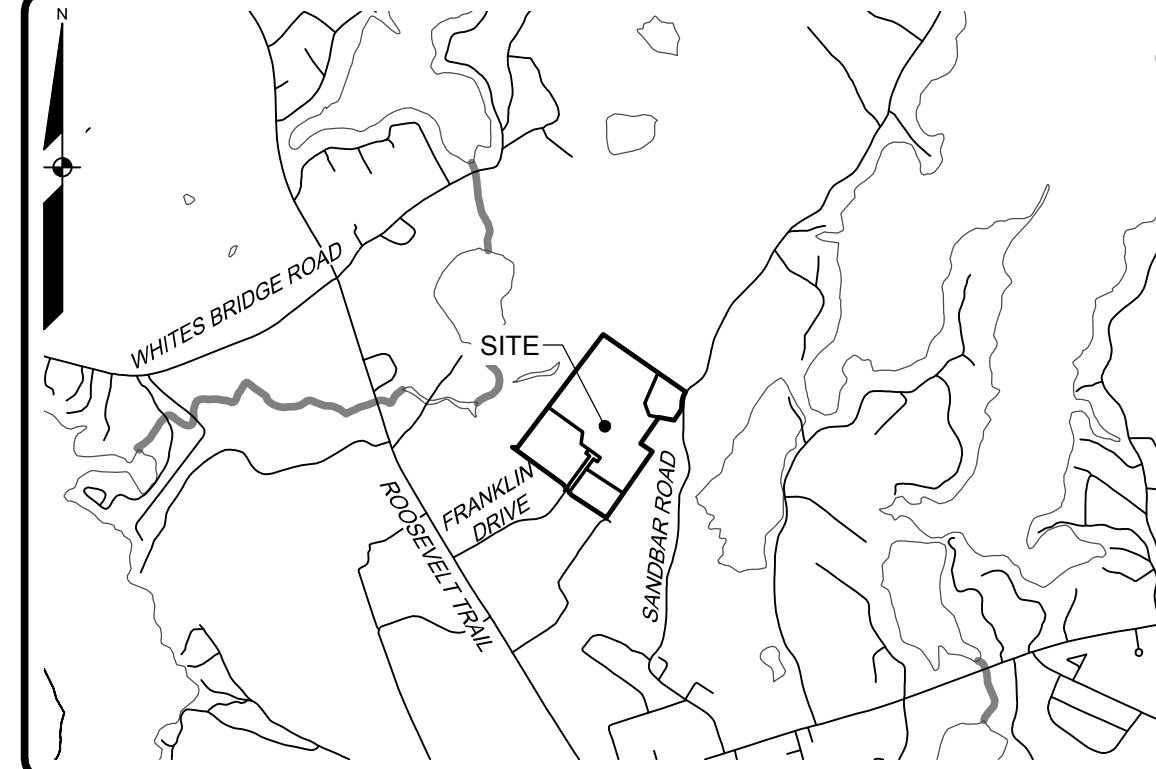 N
WHITES BRIDGE ROAD
SITE
FRANKLIN
DRIVE
ROOSEVELT TRAIL
SANDBAR ROAD